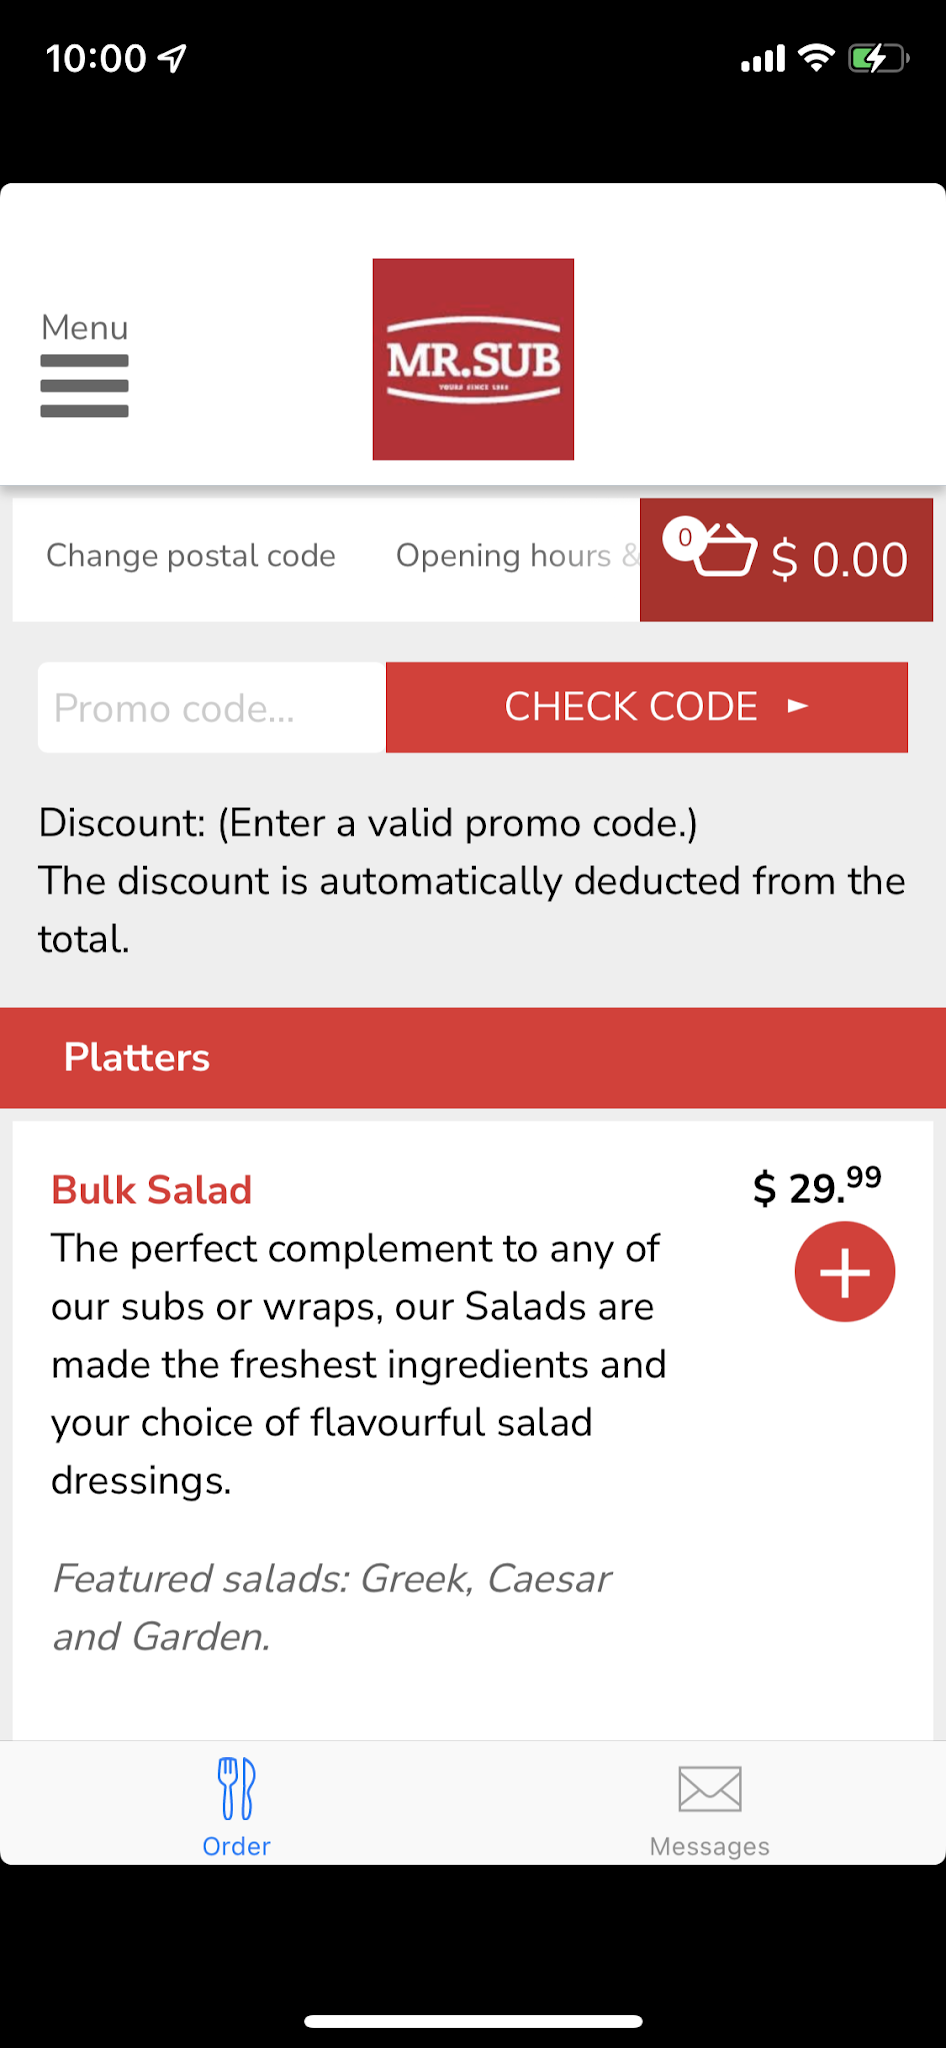 10:00
Menu
MR.SUB
YOURS SINCE 1968
Change postal code
Opening hours &
0
$ 0.00
Promo code...
CHECK CODE ►
Discount: (Enter a valid promo code.)
The discount is automatically deducted from the
total.
Platters
Bulk Salad
$ 29.99
The perfect complement to any of
our subs or wraps, our Salads are
made the freshest ingredients and
your choice of flavourful salad
dressings.
Featured salads: Greek, Caesar
and Garden.
Order
Messages